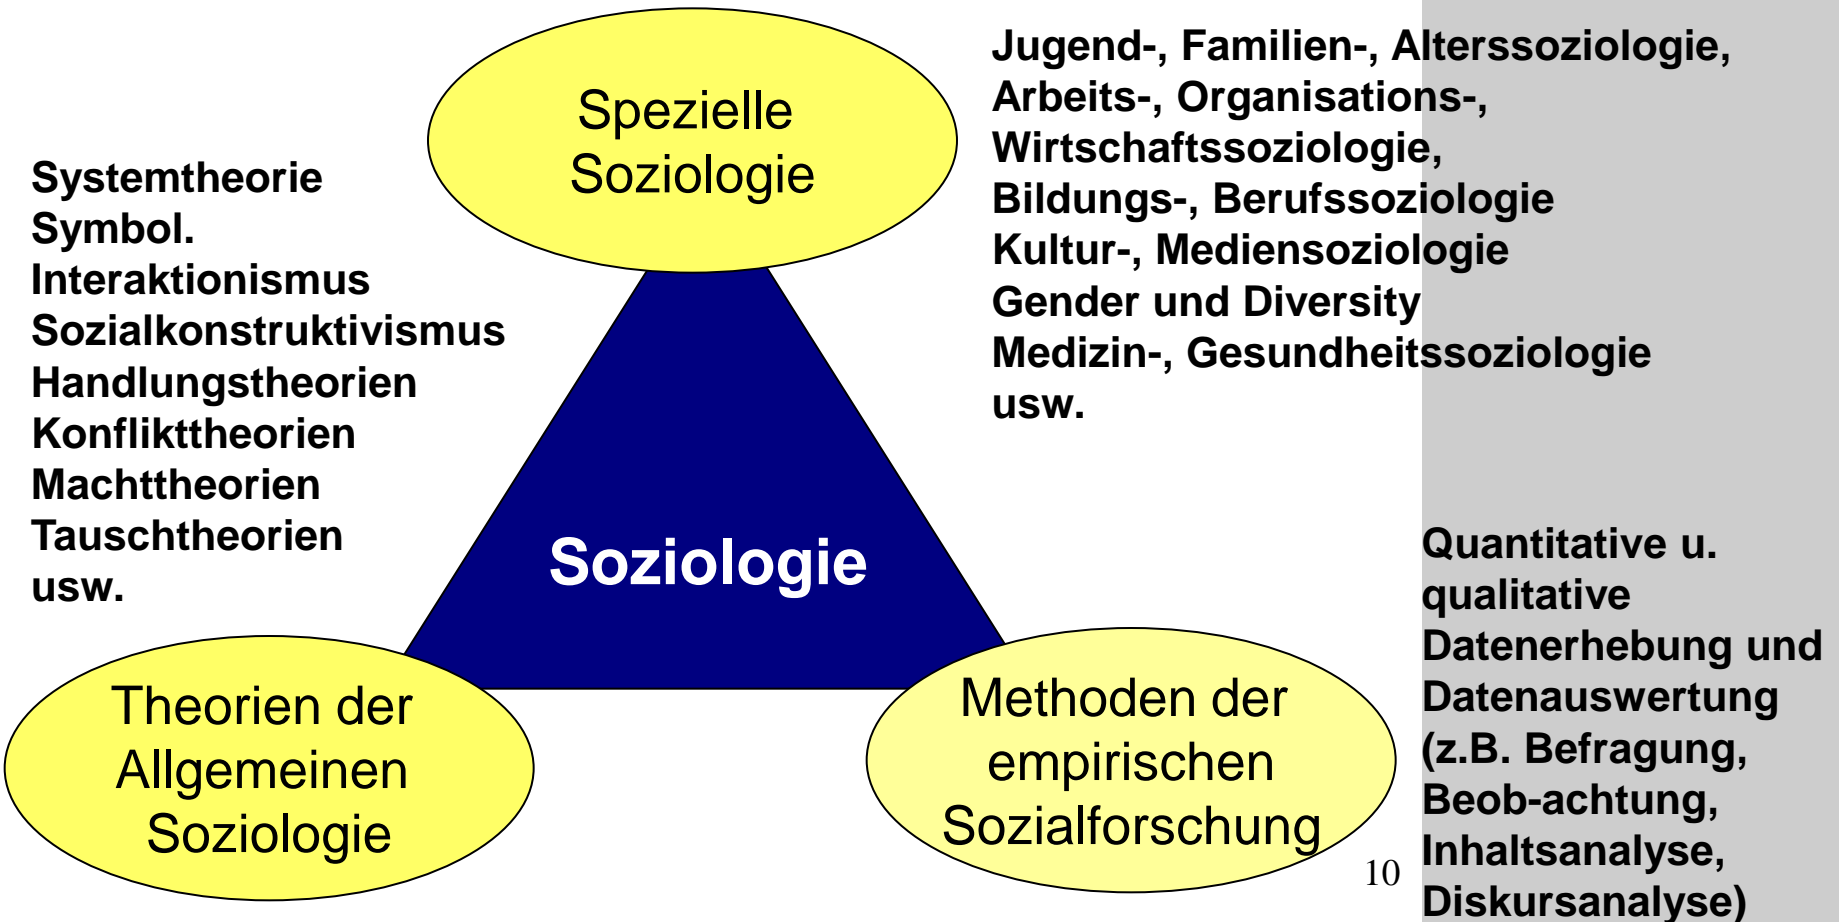 Spezielle
Soziologie
Jugend-, Familien-, Alterssoziologie,
Arbeits-, Organisations-,
Wirtschaftssoziologie,
Bildungs-, Berufssoziologie
Kultur-, Mediensoziologie
Gender und Diversity
Medizin-, Gesundheitssoziologie
usw.
Systemtheorie
Symbol.
Interaktionismus
Sozialkonstruktivismus
Handlungstheorien
Konflikttheorien
Machttheorien
Tauschtheorien
usw.
Soziologie
Theorien der
Allgemeinen
Soziologie
Methoden der
empirischen
Sozialforschung
Quantitative u.
qualitative
Datenerhebung und
Datenauswertung
(z.B. Befragung,
Beob-achtung,
Inhaltsanalyse,
Diskursanalyse)
10